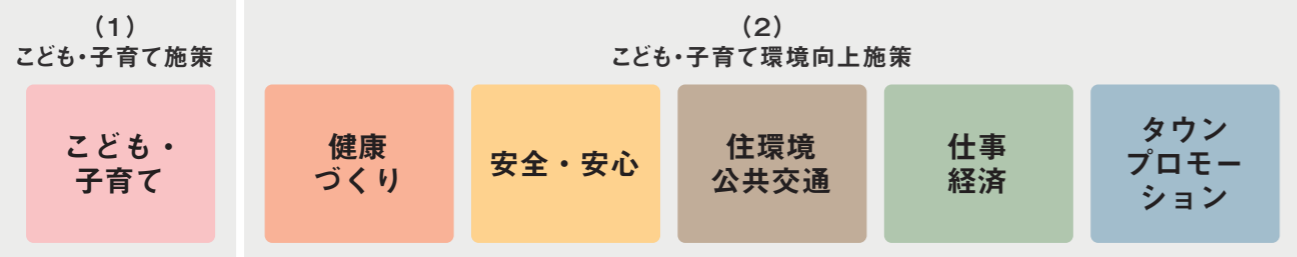 (1)
こども・子育て施策
こども・
子育て
(2)
こども・子育て環境向上施策
健康
づくり
安全・安心
住環境
公共交通
仕事
経済
タウン
プロモー
ション